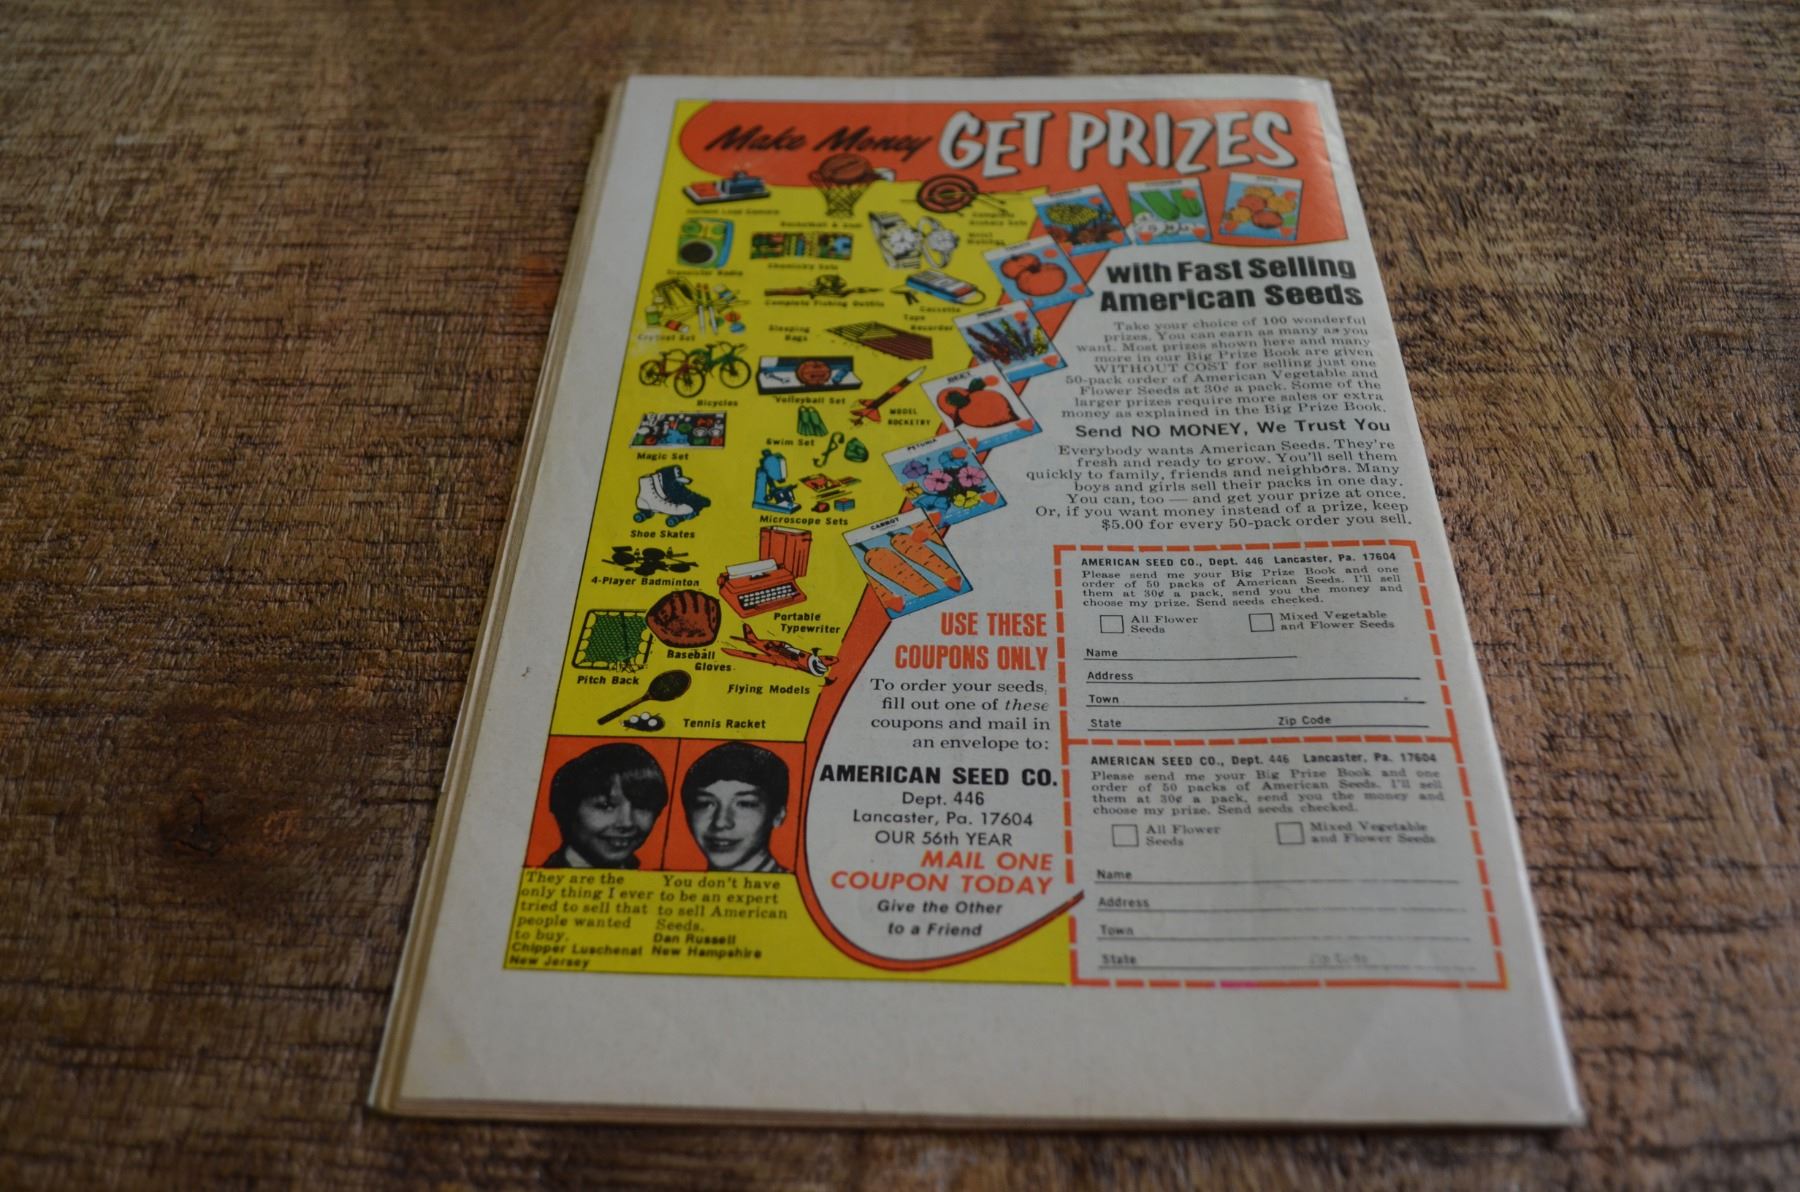 Make Money GET PRIZES
with Fast Selling
American Seeds
Take your choice of 100 wonderful
prizes. You can earn as many as you
want. Most prizes shown here and many
more in our Big Prize Book are given
WITHOUT COST for selling just one
50-pack order of American Vegetable and
Flower Seeds at 30¢ a pack. Some of the
larger prizes require more sales or extra
money as explained in the Big Prize Book.
Send NO MONEY, We Trust You
Everybody wants American Seeds. They're
fresh and ready to grow. You'll sell them
quickly to family, friends and neighbors. Many
boys and girls sell their packs in one day.
You can, too — and get your prize at once.
Or, if you want money instead of a prize, keep
$5.00 for every 50-pack order you sell.
Basketball & Goal
Complete
Archery Sets
Wrist
Watches
Transistor Radio
Chemistry Sets
Complete Fishing Outfits
Cassette
Tape
Recorder
Sleeping
Bags
Bicycles
Volleyball Set
MODEL
ROCKETRY
Magic Set
Swim Set
Shoe Skates
Microscope Sets
4-Player Badminton
Portable
Typewriter
Baseball
Gloves
Pitch Back
Flying Models
Tennis Racket
PETUNIA
CARROT
They are the
only thing I ever
tried to sell that
people wanted
to buy.
Chipper Luschenat
New Jersey
You don't have
to be an expert
to sell American
Seeds.
Dan Russell
New Hampshire
USE THESE
COUPONS ONLY
To order your seeds,
fill out one of these
coupons and mail in
an envelope to:
AMERICAN SEED CO.
Dept. 446
Lancaster, Pa. 17604
OUR 56th YEAR
MAIL ONE
COUPON TODAY
Give the Other
to a Friend
AMERICAN SEED CO., Dept. 446 Lancaster, Pa. 17604
Please send me your Big Prize Book and one
order of 50 packs of American Seeds. I'll sell
them at 30¢ a pack, send you the money and
choose my prize. Send seeds checked.
All Flower
Seeds
Mixed Vegetable
and Flower Seeds
Name
Address
Town
State Zip Code
AMERICAN SEED CO., Dept. 446 Lancaster, Pa. 17604
Please send me your Big Prize Book and one
order of 50 packs of American Seeds. I'll sell
them at 30¢ a pack, send you the money and
choose my prize. Send seeds checked.
All Flower
Seeds
Mixed Vegetable
and Flower Seeds
Name
Address
Town
State